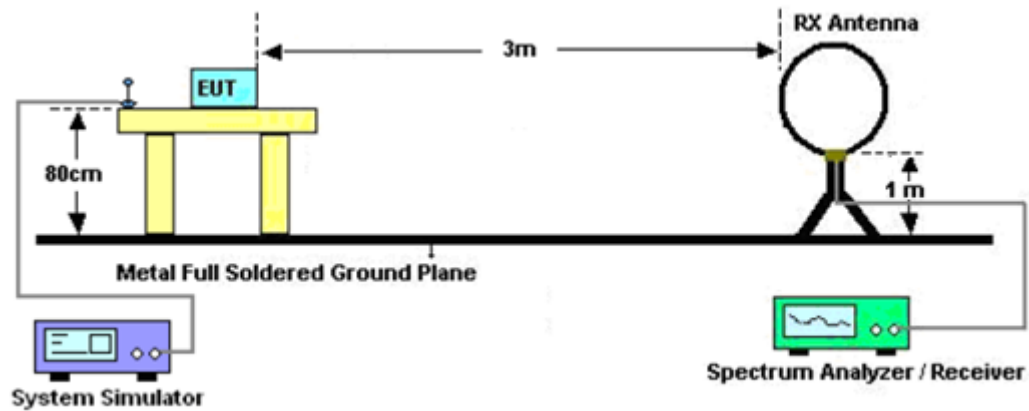 RX Antenna
3m
EUT
80cm
1 m
Metal Full Soldered Ground Plane
System Simulator
Spectrum Analyzer / Receiver